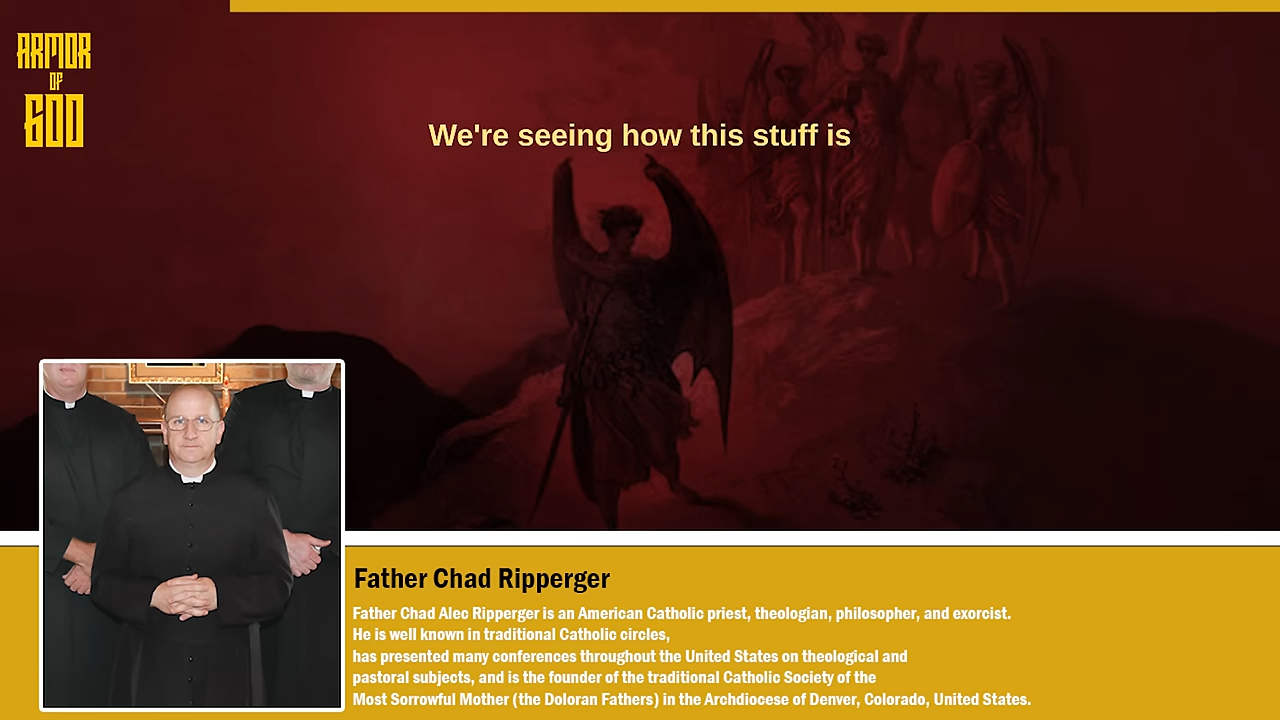 ARMOR
OF
GOD
We're seeing how this stuff is
Father Chad Ripperger
Father Chad Alec Ripperger is an American Catholic priest, theologian, philosopher, and exorcist.
He is well known in traditional Catholic circles,
has presented many conferences throughout the United States on theological and
pastoral subjects, and is the founder of the traditional Catholic Society of the
Most Sorrowful Mother (the Doloran Fathers) in the Archdiocese of Denver, Colorado, United States.